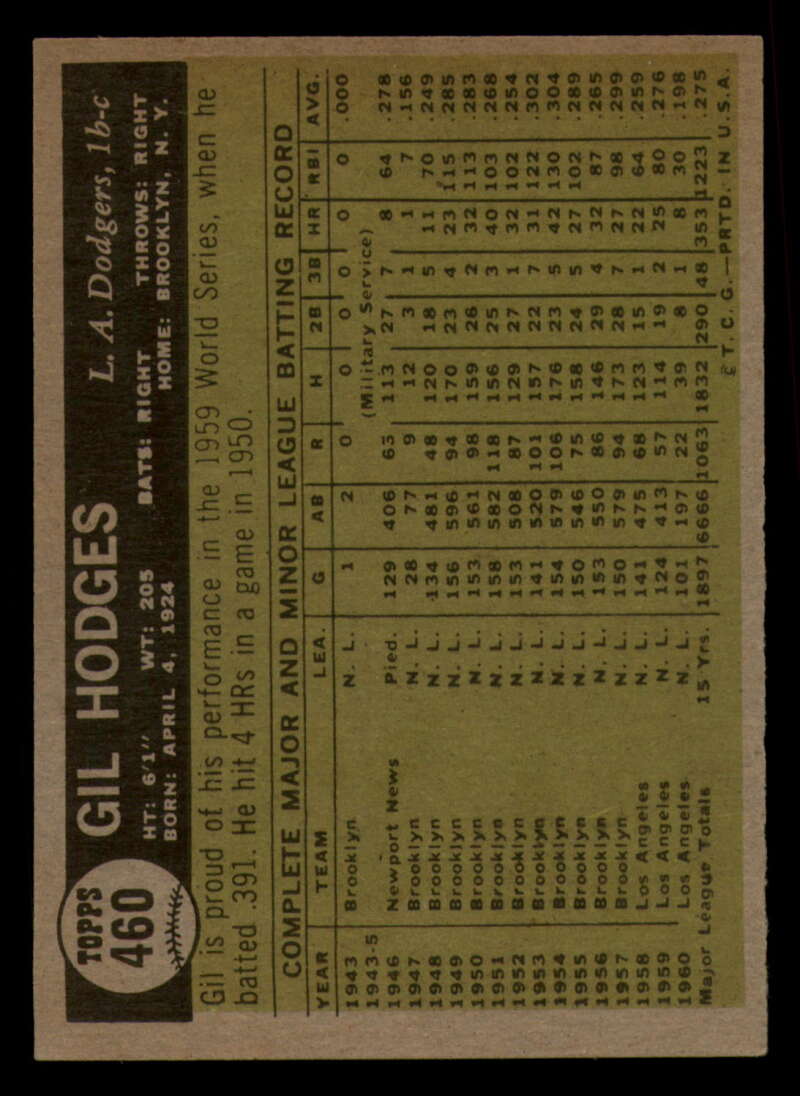 TOPPS
460
GIL HODGES L. A. Dodgers, 1b-c
HT: 6'1" WT: 205 BATS: RIGHT THROWS: RIGHT
BORN: APRIL 4, 1924 HOME: BROOKLYN, N. Y.
Gil is proud of his performance in the 1959 World Series, when he
batted .391. He hit 4 HRs in a game in 1950.
COMPLETE MAJOR AND MINOR LEAGUE BATTING RECORD
YEAR TEAM LEA. G AB R H 2B 3B HR RBI AVG.
1943 Brooklyn N. L. 1 2 0 0 0 0 0 0 .000
1943-5 (Military Service)
1946 Newport News Pied. 129 406 65 113 27 7 8 64 .278
1947 Brooklyn N. L. 28 77 9 12 3 1 1 7 .156
1948 Brooklyn N. L. 134 481 48 120 18 5 11 70 .249
1949 Brooklyn N. L. 156 596 94 170 23 4 23 115 .285
1950 Brooklyn N. L. 153 561 98 159 26 2 32 113 .283
1951 Brooklyn N. L. 158 582 118 156 25 3 40 103 .268
1952 Brooklyn N. L. 153 508 87 129 27 1 32 102 .254
1953 Brooklyn N. L. 141 520 101 157 22 7 31 122 .302
1954 Brooklyn N. L. 154 579 106 176 23 5 42 130 .304
1955 Brooklyn N. L. 150 546 75 158 24 5 27 102 .289
1956 Brooklyn N. L. 153 550 86 146 29 4 32 87 .265
1957 Brooklyn N. L. 150 579 94 173 28 7 27 98 .299
1958 Los Angeles N. L. 141 475 68 123 15 1 22 64 .259
1959 Los Angeles N. L. 124 413 57 114 19 2 25 80 .276
1960 Los Angeles N. L. 101 197 22 39 8 1 8 30 .198
Major League Totals 15 Yrs. 1897 6666 1063 1832 290 48 353 1223 .275
© T. C. G.—PRTD. IN U.S.A.